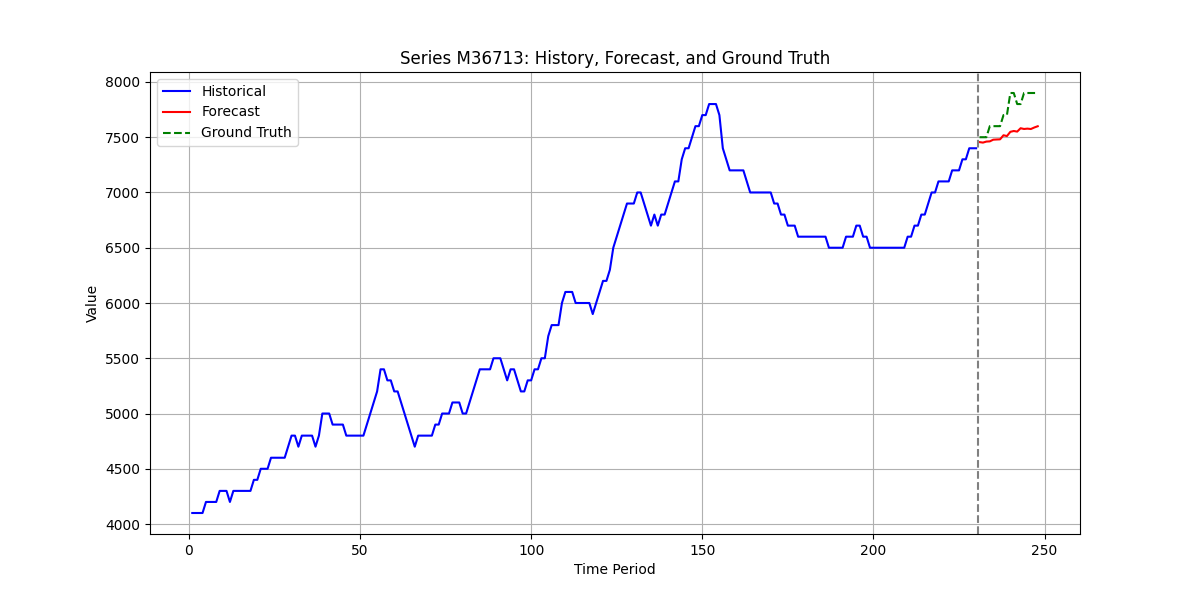 Series M36713: History, Forecast, and Ground Truth
Historical
Forecast
Ground Truth
8000
7500
7000
6500
6000
5500
5000
4500
4000
Value
0 50 100 150 200 250
Time Period